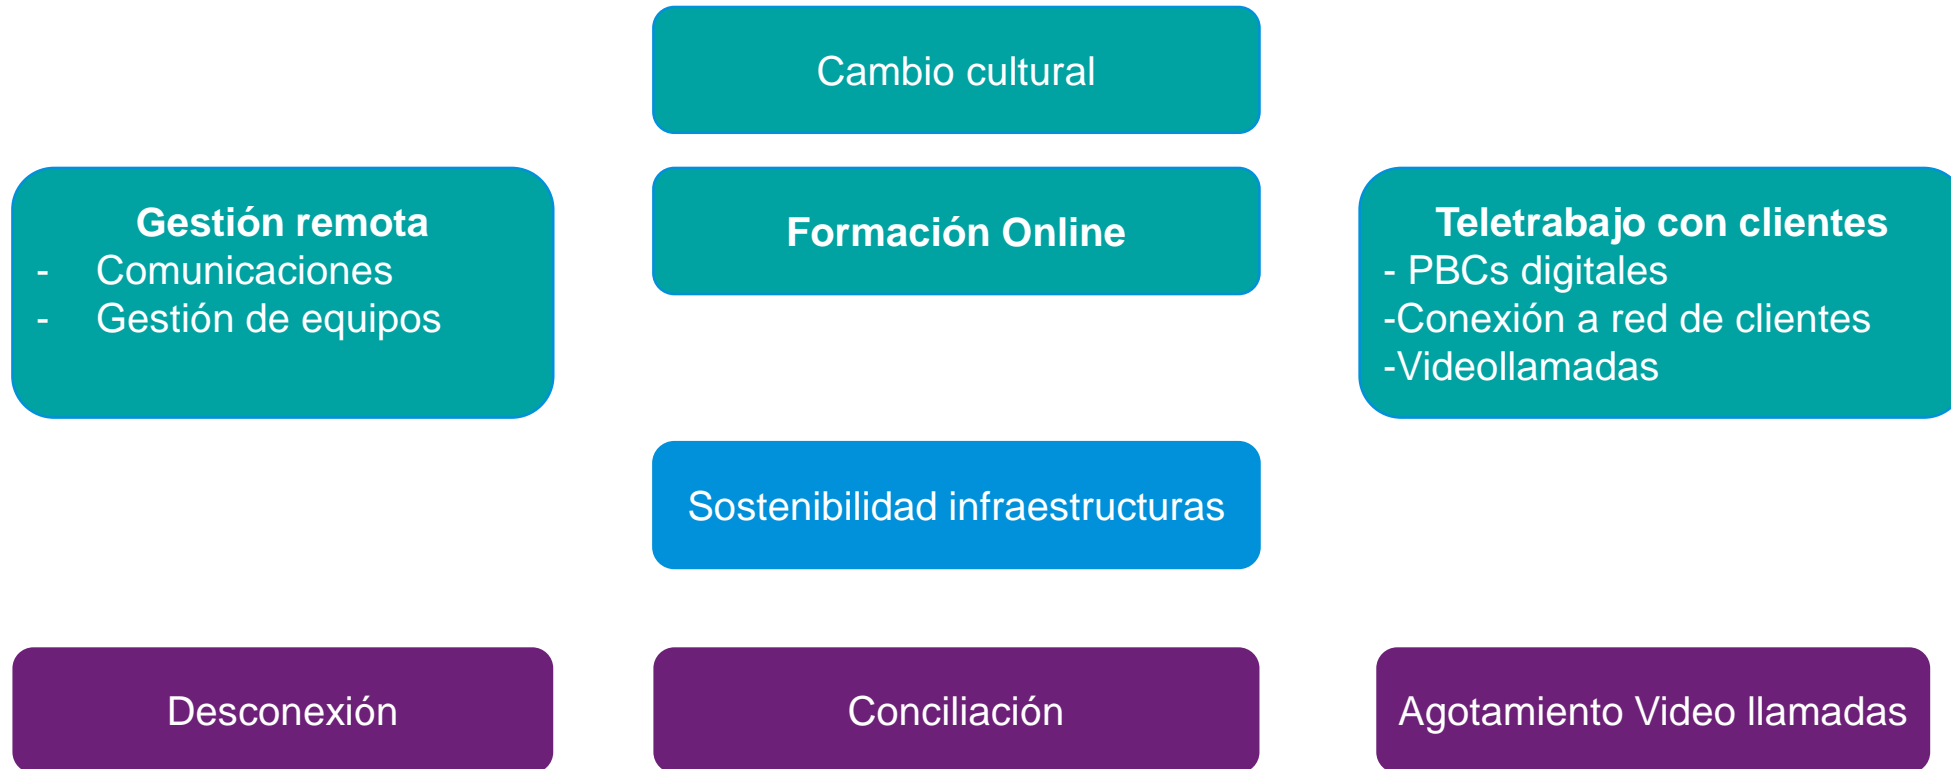 Cambio cultural
Gestión remota
- Comunicaciones
- Gestión de equipos
Formación Online
Teletrabajo con clientes
- PBCs digitales
-Conexión a red de clientes
-Videollamadas
Sostenibilidad infraestructuras
Desconexión
Conciliación
Agotamiento Video llamadas